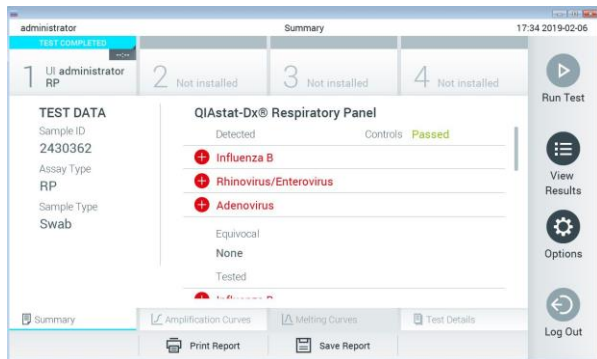 administrator Summary 17:34 2019-02-06
TEST COMPLETED
1 UI administrator RP
2 Not installed
3 Not installed
4 Not installed
Run Test
View Results
Options
Log Out
TEST DATA
Sample ID
2430362
Assay Type
RP
Sample Type
Swab
QIAstat-Dx® Respiratory Panel
Detected Controls Passed
Influenza B
Rhinovirus/Enterovirus
Adenovirus
Equivocal
None
Tested
Influenza B
Summary Amplification Curves Melting Curves Test Details
Print Report Save Report